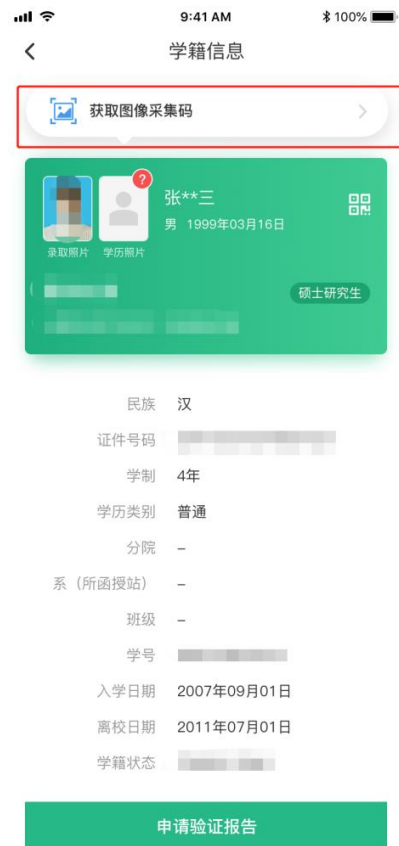 9:41 AM
100%
学籍信息
获取图像采集码
?
张**三
男 1999年03月16日
录取照片 学历照片
硕士研究生
民族 汉
证件号码
学制 4年
学历类别 普通
分院 –
系（所函授站） –
班级 –
学号
入学日期 2007年09月01日
离校日期 2011年07月01日
学籍状态
申请验证报告